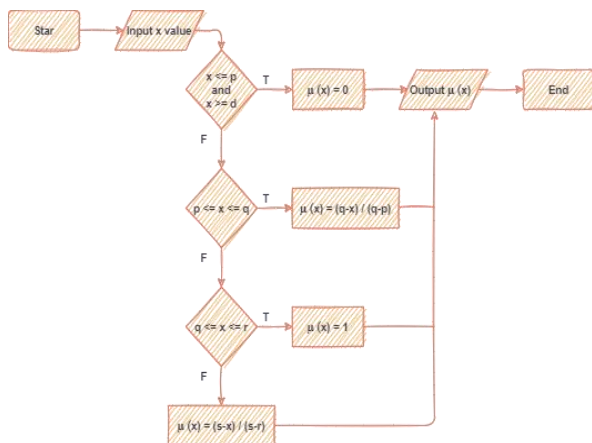 Star
Input x value
x <= p
and
x >= d
T
μ (x) = 0
Output μ (x)
End
F
p <= x <= q
T
μ (x) = (q-x) / (q-p)
F
q <= x <= r
T
μ (x) = 1
F
μ (x) = (s-x) / (s-r)